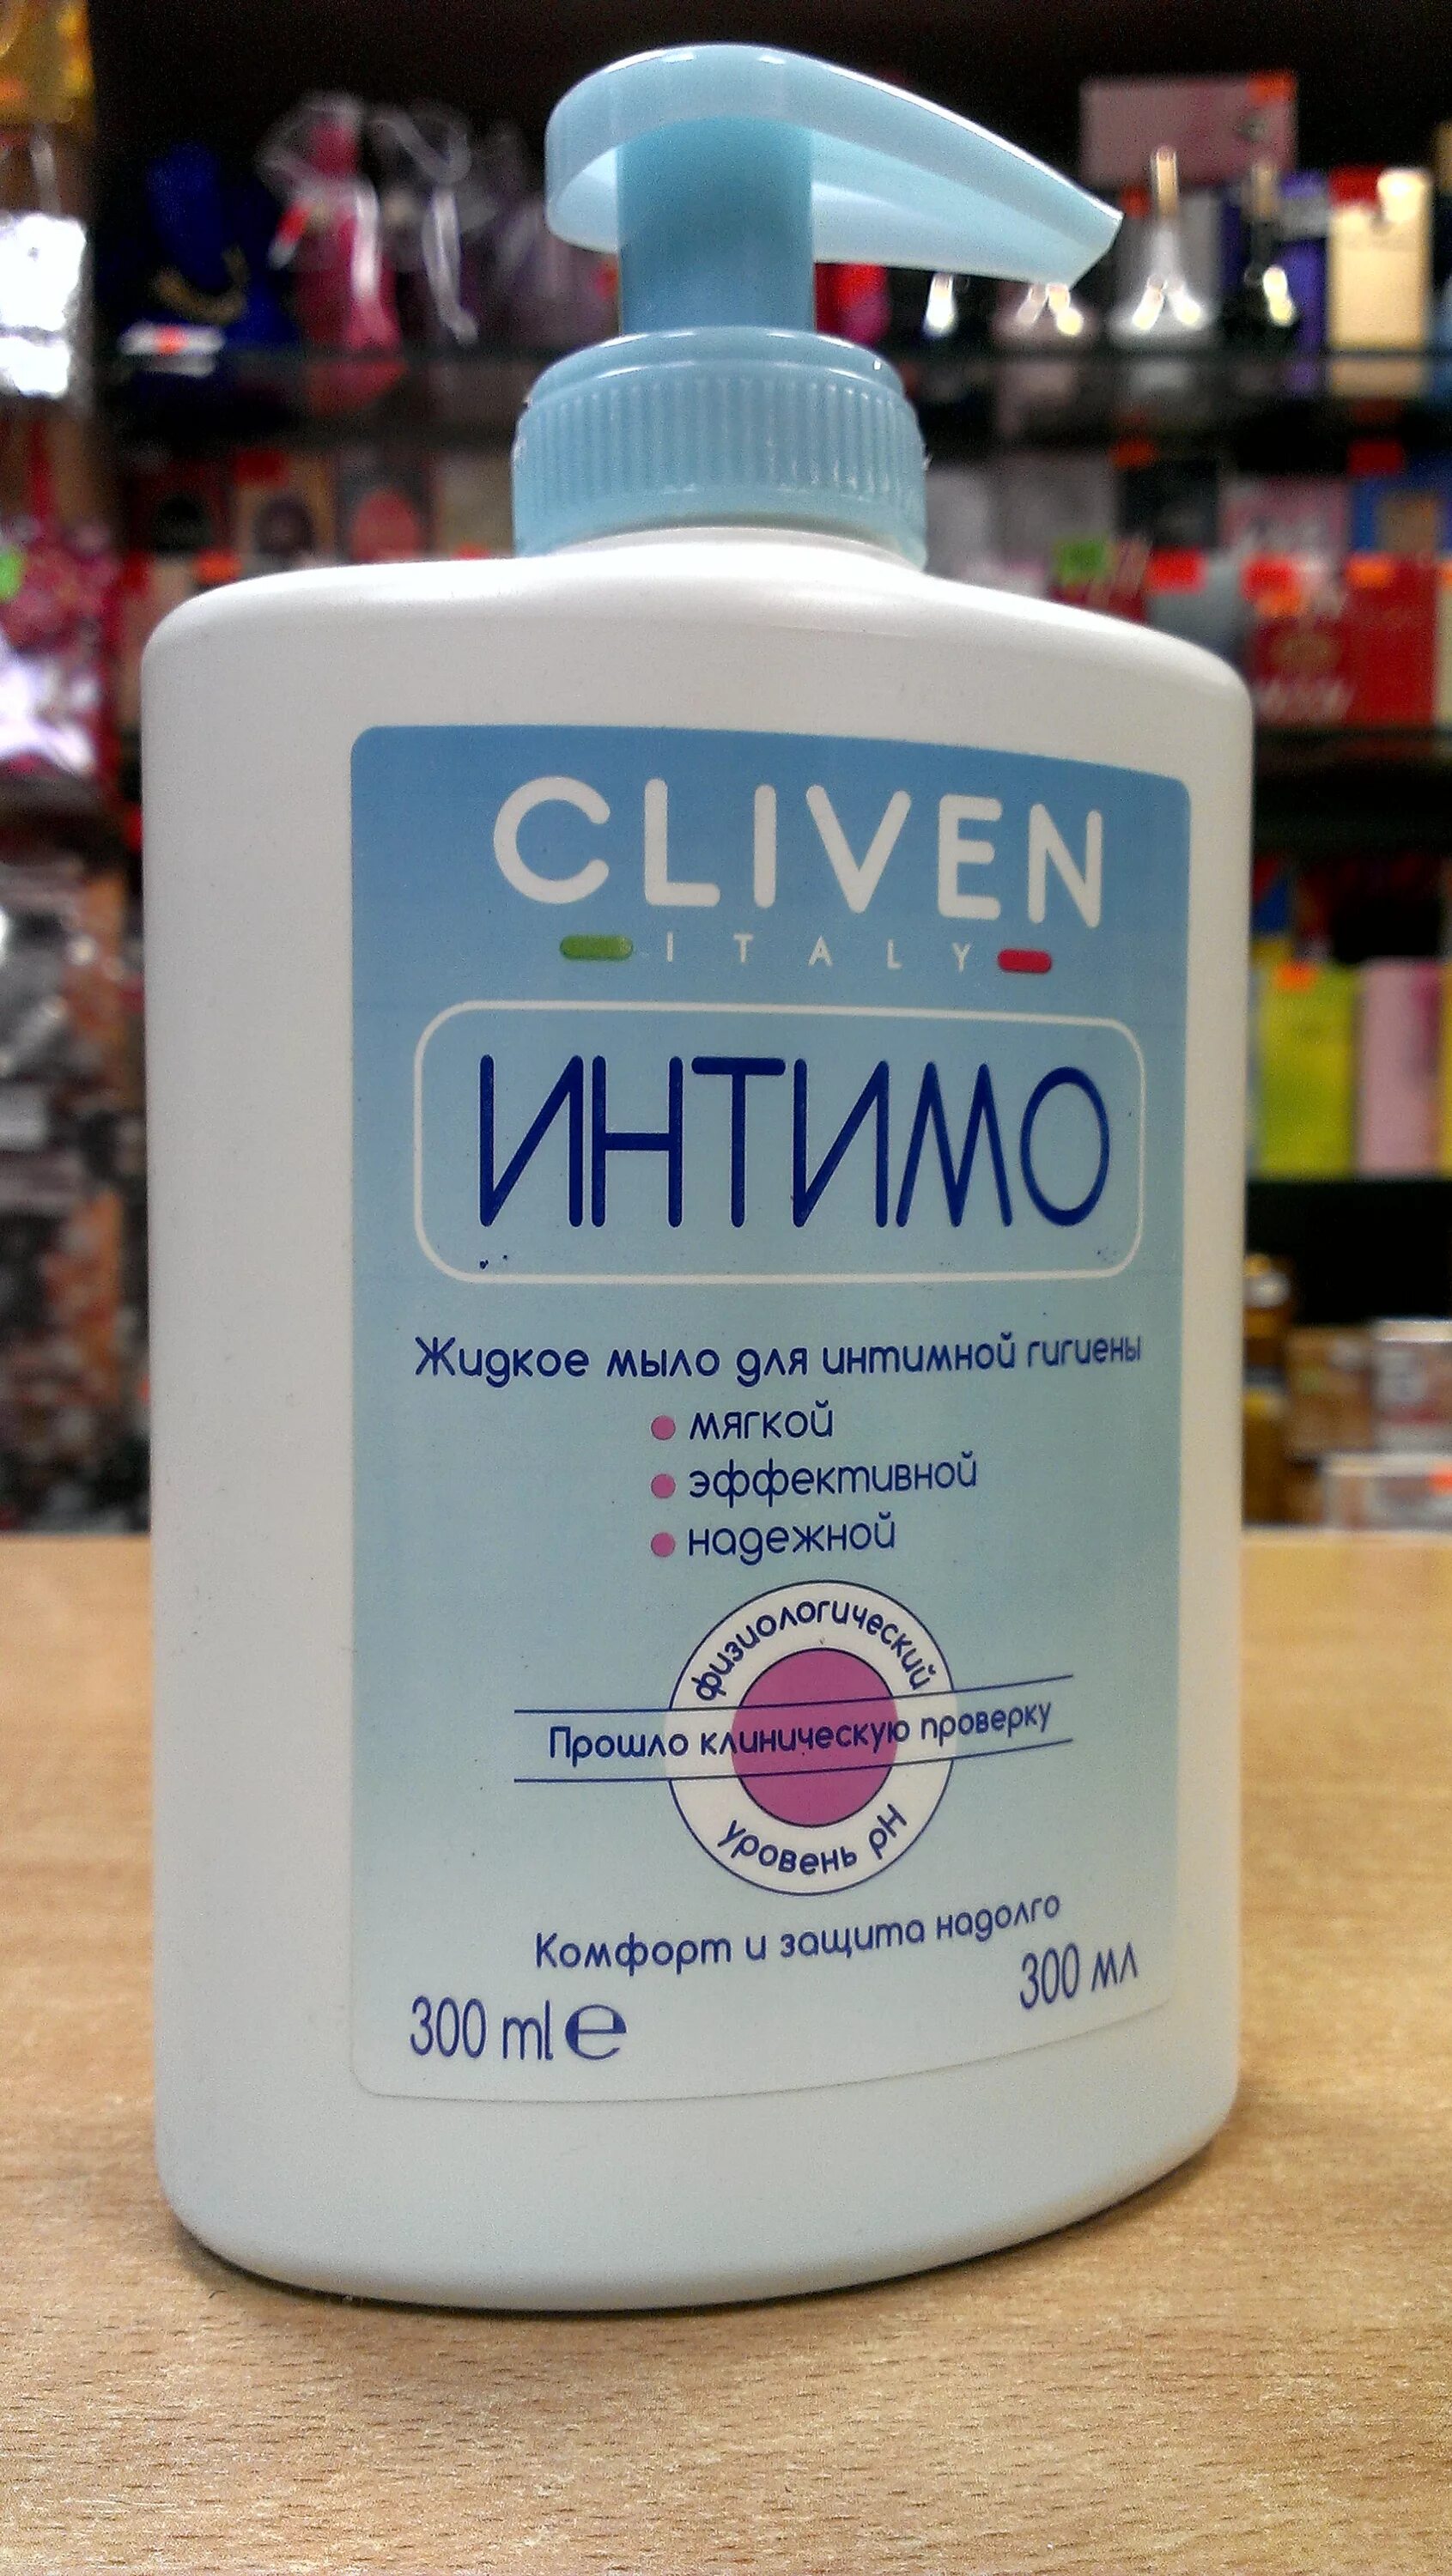 CLIVEN
ITALY
ИНТИМО
Жидкое мыло для интимной гигиены
мягкой
эффективной
надежной
физиологический
Прошло клиническую проверку
уровень pH
Комфорт и защита надолго
300 ml e
300 мл